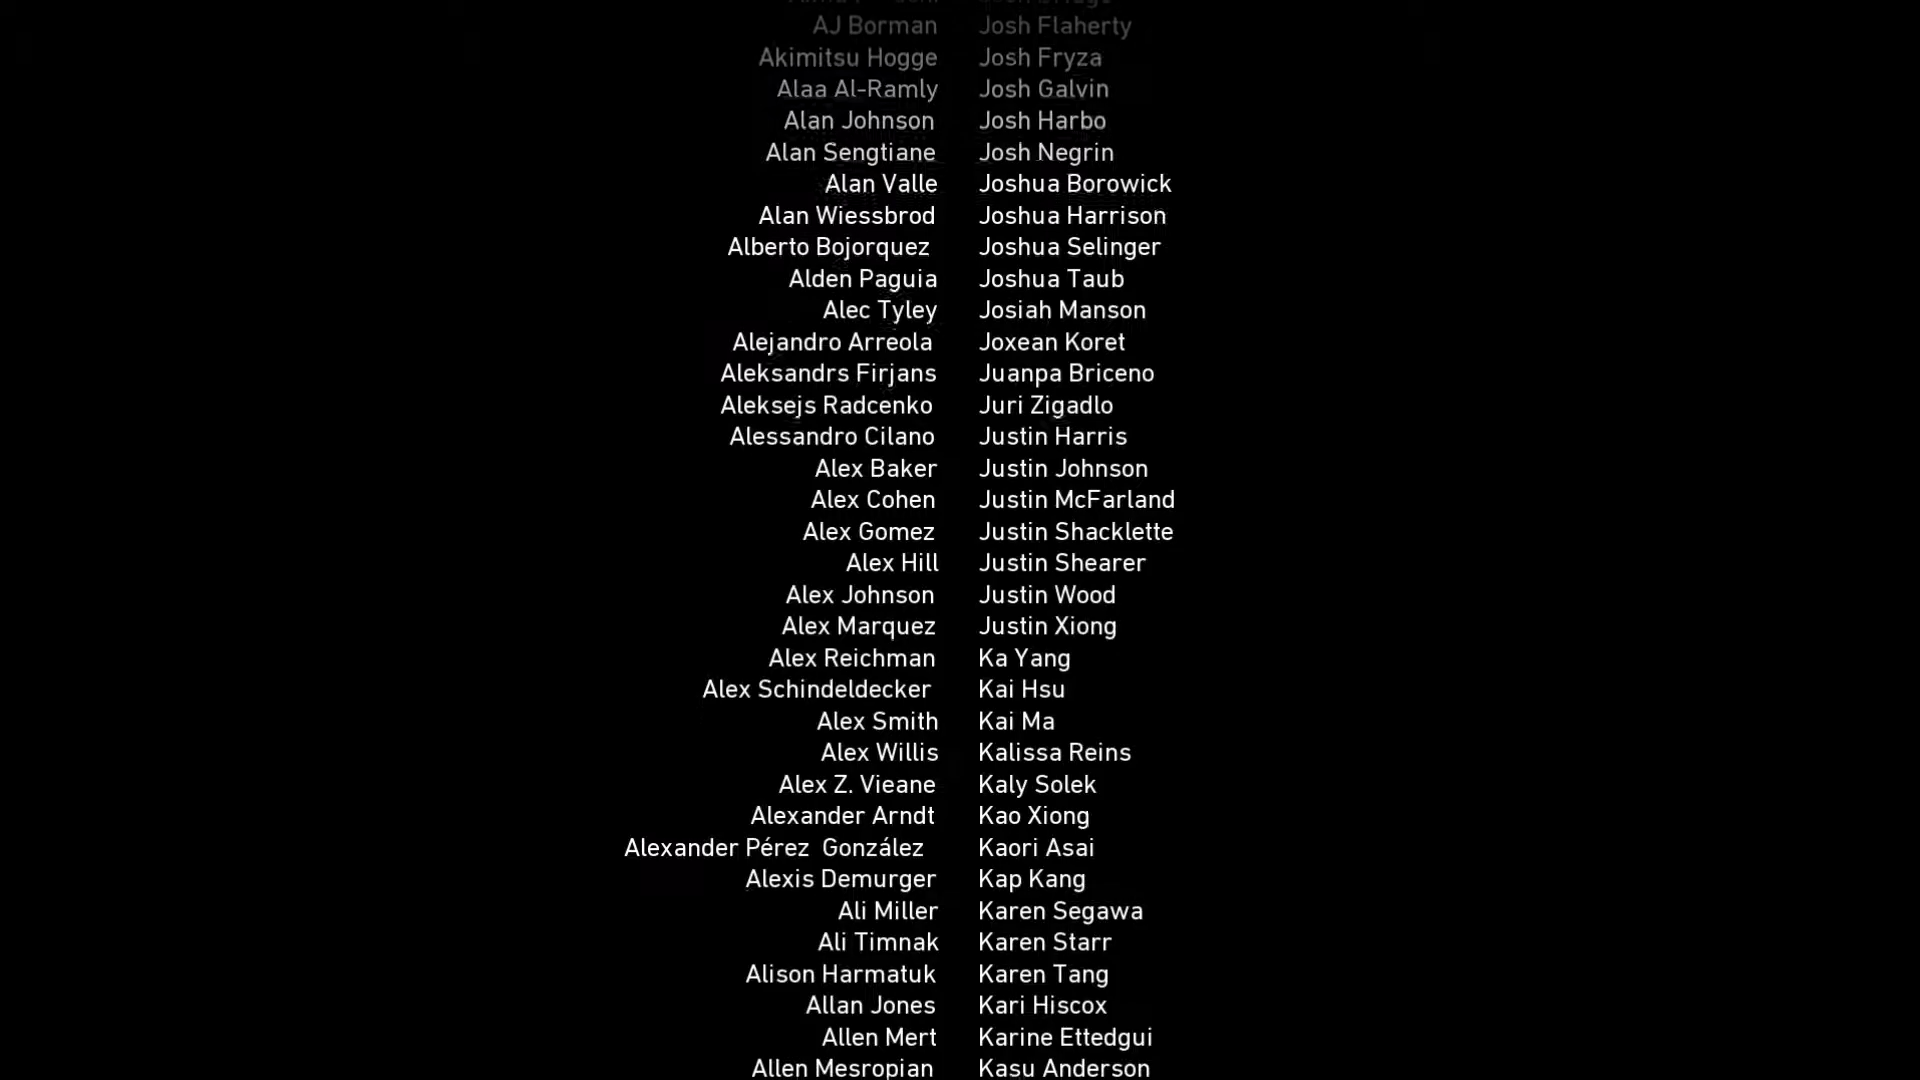 AJ Borman Josh Flaherty
Akimitsu Hogge Josh Fryza
Alaa Al-Ramly Josh Galvin
Alan Johnson Josh Harbo
Alan Sengtiane Josh Negrin
Alan Valle Joshua Borowick
Alan Wiessbrod Joshua Harrison
Alberto Bojorquez Joshua Selinger
Alden Paguia Joshua Taub
Alec Tyley Josiah Manson
Alejandro Arreola Joxean Koret
Aleksandrs Firjans Juanpa Briceno
Aleksejs Radcenko Juri Zigadlo
Alessandro Cilano Justin Harris
Alex Baker Justin Johnson
Alex Cohen Justin McFarland
Alex Gomez Justin Shacklette
Alex Hill Justin Shearer
Alex Johnson Justin Wood
Alex Marquez Justin Xiong
Alex Reichman Ka Yang
Alex Schindeldecker Kai Hsu
Alex Smith Kai Ma
Alex Willis Kalissa Reins
Alex Z. Vieane Kaly Solek
Alexander Arndt Kao Xiong
Alexander Pérez González Kaori Asai
Alexis Demurger Kap Kang
Ali Miller Karen Segawa
Ali Timnak Karen Starr
Alison Harmatuk Karen Tang
Allan Jones Kari Hiscox
Allen Mert Karine Ettedgui
Allen Mesropian Kasu Anderson